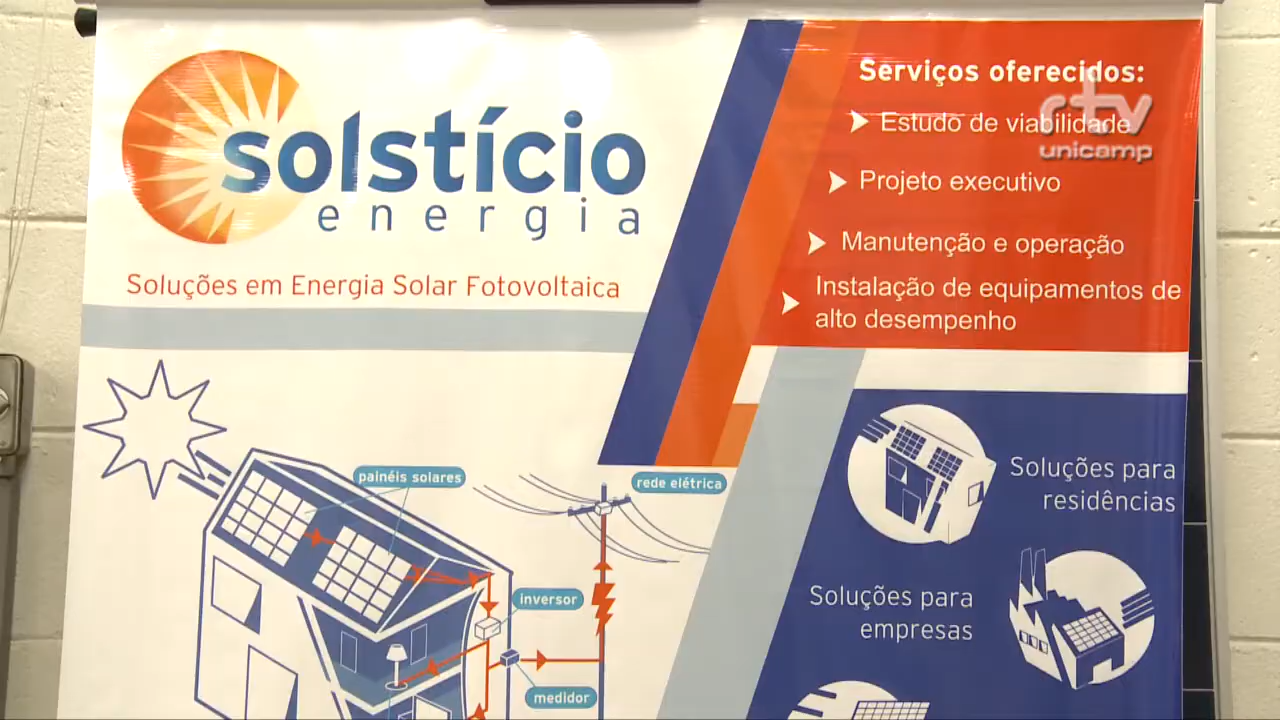 solstício
energia
Soluções em Energia Solar Fotovoltaica
Serviços oferecidos:
Estudo de viabilidade
Projeto executivo
Manutenção e operação
Instalação de equipamentos de
alto desempenho
rtv
unicamp
painéis solares
rede elétrica
inversor
medidor
Soluções para
residências
Soluções para
empresas